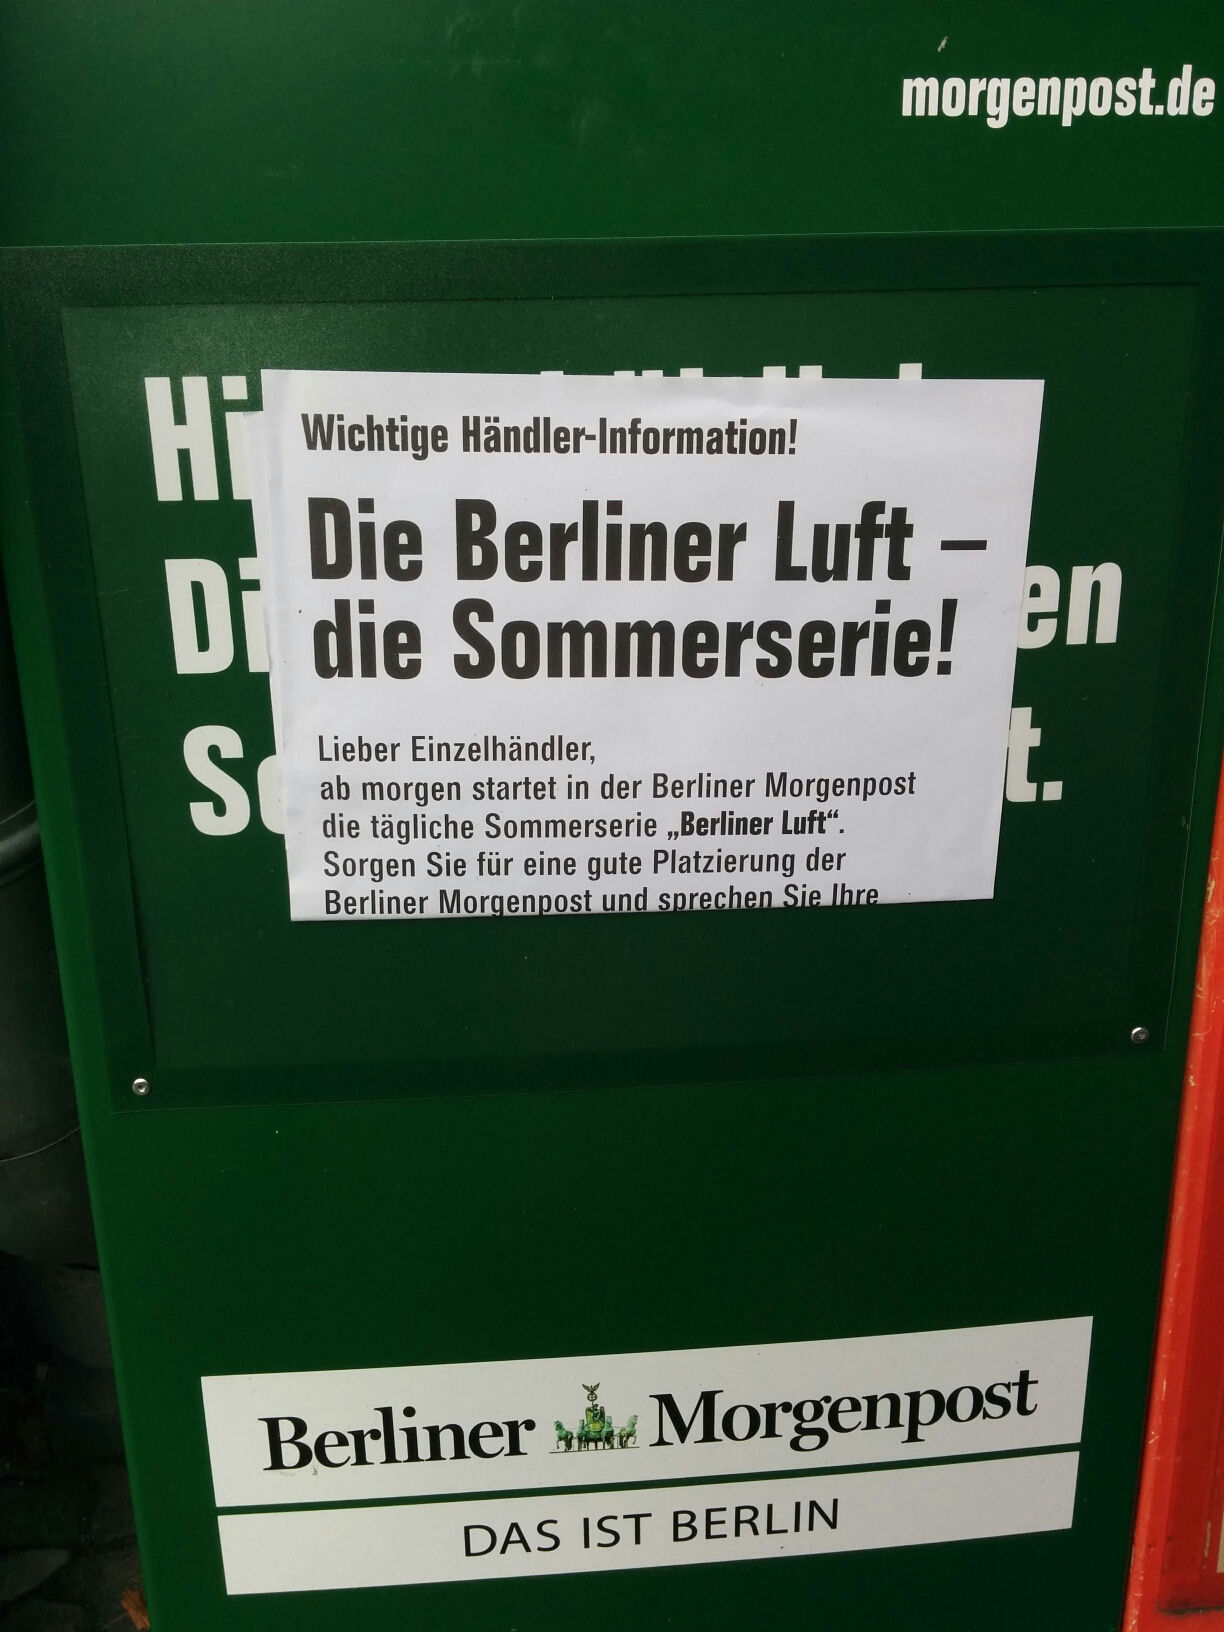 morgenpost.de
Wichtige Händler-Information!
Die Berliner Luft –
die Sommerserie!
Lieber Einzelhändler,
ab morgen startet in der Berliner Morgenpost
die tägliche Sommerserie „Berliner Luft“.
Sorgen Sie für eine gute Platzierung der
Berliner Morgenpost und sprechen Sie Ihre
Berliner Morgenpost
DAS IST BERLIN